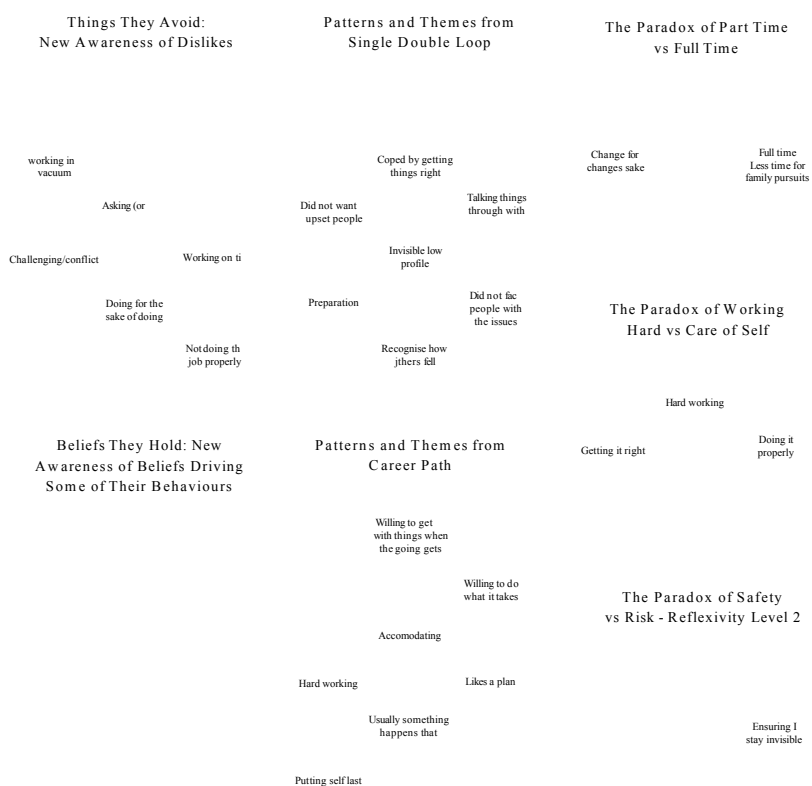 Things They Avoid:
New Awareness of Dislikes
working in
vacuum
Asking (or
Challenging/conflict
Working on ti
Doing for the
sake of doing
Not doing th
job properly
Beliefs They Hold: New
Awareness of Beliefs Driving
Some of Their Behaviours
Patterns and Themes from
Single Double Loop
Coped by getting
things right
Did not want
upset people
Talking things
through with
Invisible low
profile
Preparation
Did not fac
people with
the issues
Recognise how
jthers fell
Patterns and Themes from
Career Path
Willing to get
with things when
the going gets
Willing to do
what it takes
Accomodating
Hard working
Likes a plan
Usually something
happens that
Putting self last
The Paradox of Part Time
vs Full Time
Change for
changes sake
Full time
Less time for
family pursuits
The Paradox of Working
Hard vs Care of Self
Hard working
Getting it right
Doing it
properly
The Paradox of Safety
vs Risk - Reflexivity Level 2
Ensuring I
stay invisible